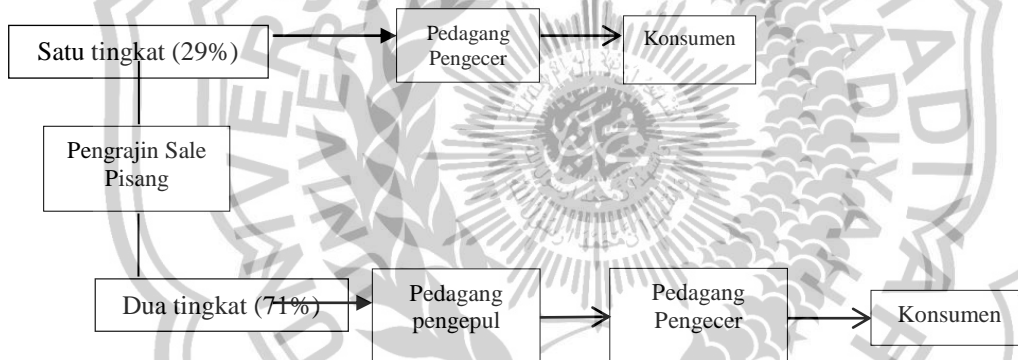 Satu tingkat (29%)
Pedagang
Pengecer
Konsumen
Pengrajin Sale
Pisang
Dua tingkat (71%)
Pedagang
pengepul
Pedagang
Pengecer
Konsumen